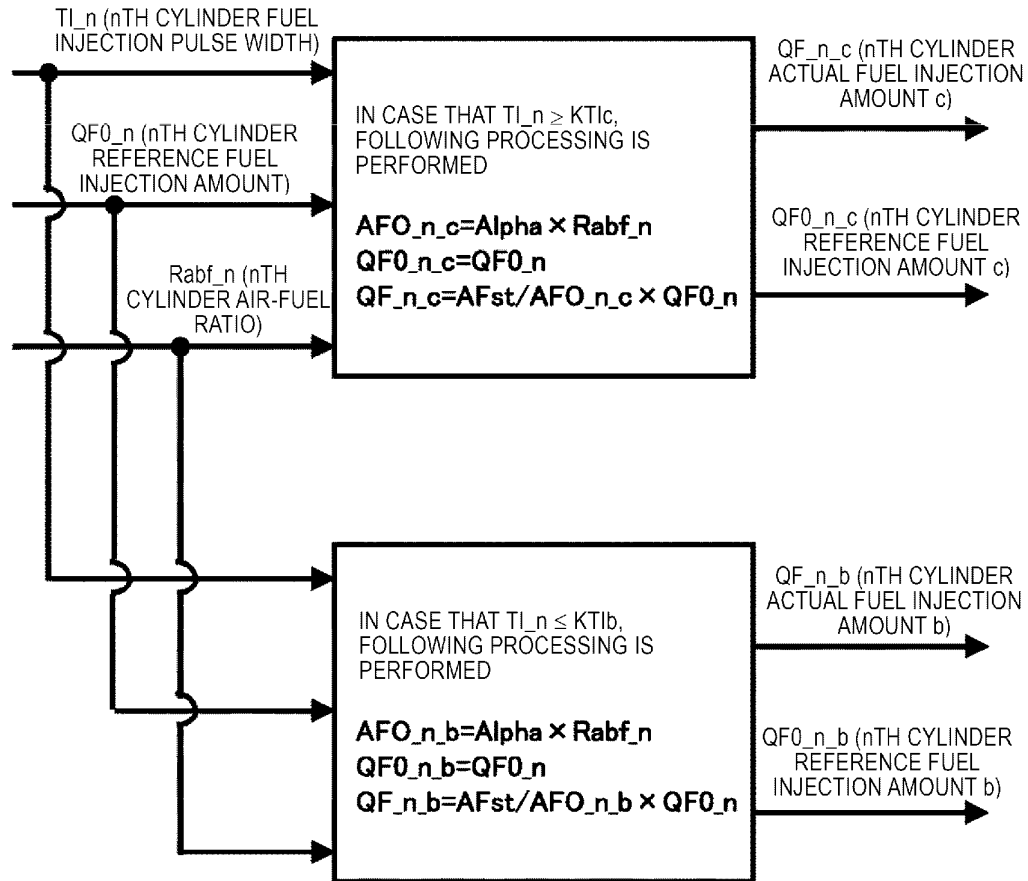 TI_n (nTH CYLINDER FUEL
INJECTION PULSE WIDTH)
QF0_n (nTH CYLINDER
REFERENCE FUEL
INJECTION AMOUNT)
Rabf_n (nTH
CYLINDER AIR-FUEL
RATIO)
IN CASE THAT TI_n ≥ KTIc,
FOLLOWING PROCESSING IS
PERFORMED
AFO_n_c=Alpha × Rabf_n
QF0_n_c=QF0_n
QF_n_c=AFst/AFO_n_c × QF0_n
QF_n_c (nTH CYLINDER
ACTUAL FUEL INJECTION
AMOUNT c)
QF0_n_c (nTH CYLINDER
REFERENCE FUEL
INJECTION AMOUNT c)
IN CASE THAT TI_n ≤ KTIb,
FOLLOWING PROCESSING IS
PERFORMED
AFO_n_b=Alpha × Rabf_n
QF0_n_b=QF0_n
QF_n_b=AFst/AFO_n_b × QF0_n
QF_n_b (nTH CYLINDER
ACTUAL FUEL INJECTION
AMOUNT b)
QF0_n_b (nTH CYLINDER
REFERENCE FUEL
INJECTION AMOUNT b)